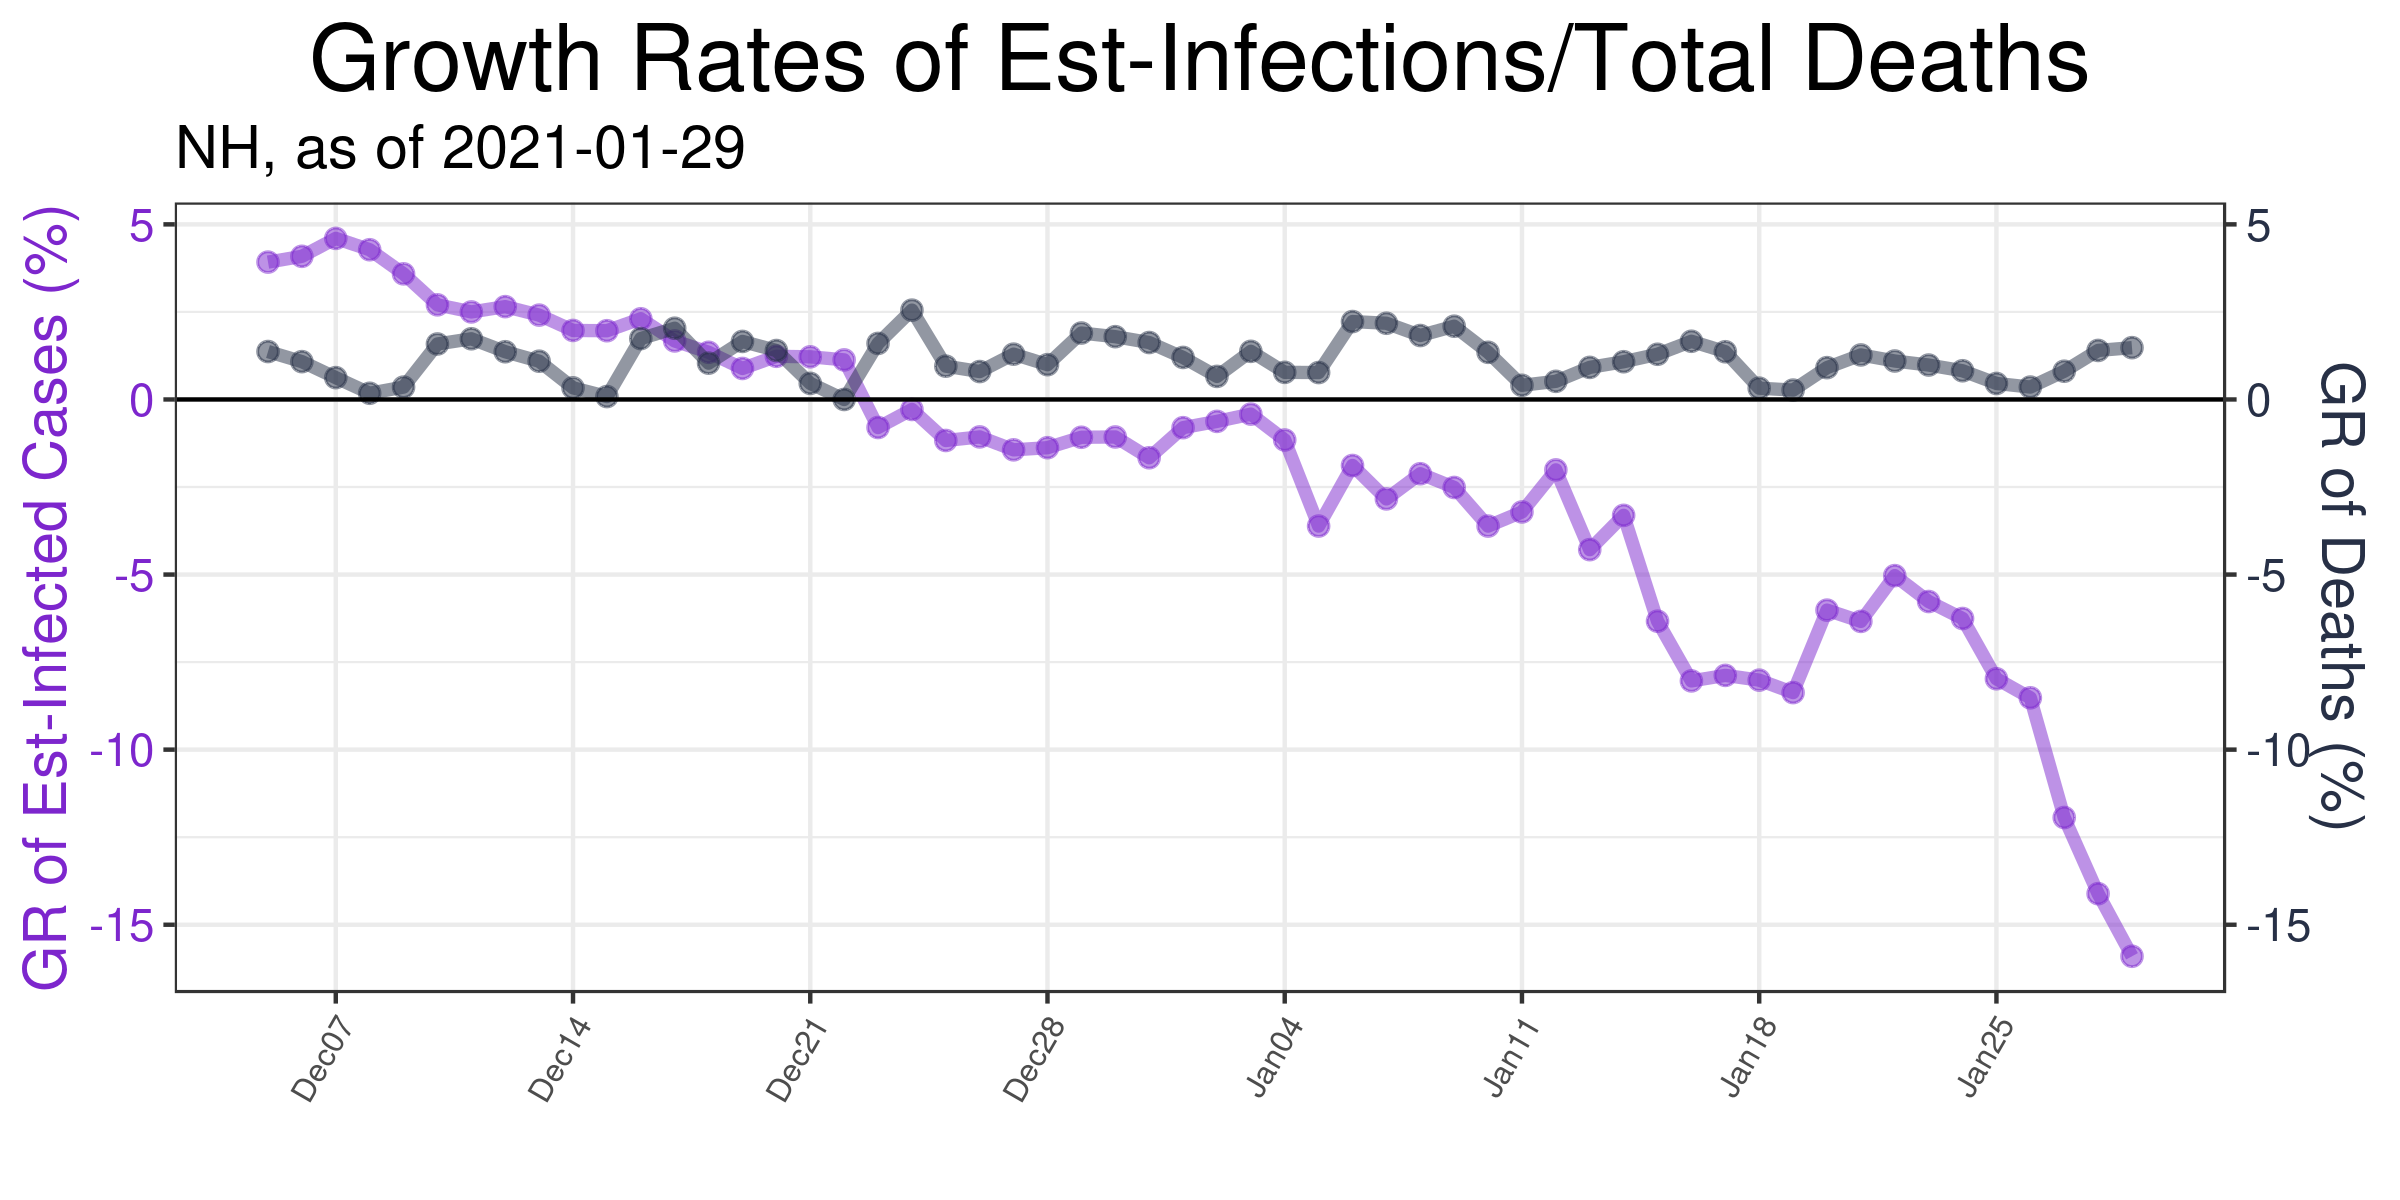 Growth Rates of Est-Infections/Total Deaths
NH, as of 2021-01-29
GR of Est-Infected Cases (%)
5
0
-5
-10
-15
5
0
-5
-10
-15
GR of Deaths (%)
Dec07
Dec14
Dec21
Dec28
Jan04
Jan11
Jan18
Jan25